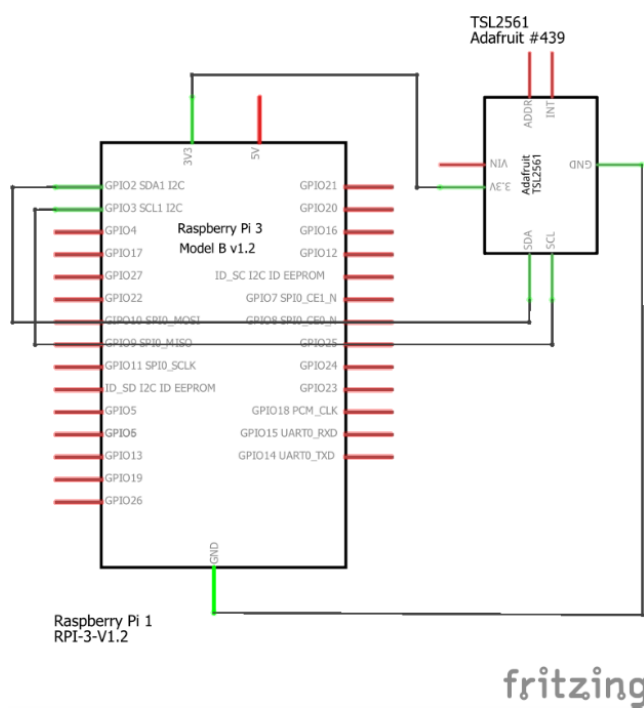 TSL2561
Adafruit #439
ADDR
INT
VIN
3.3V
GND
Adafruit
TSL2561
SDA
SCL
3V3
5V
GPIO2 SDA1 I2C
GPIO3 SCL1 I2C
GPIO4
GPIO17
GPIO27
GPIO22
GPIO10 SPI0_MOSI
GPIO9 SPI0_MISO
GPIO11 SPI0_SCLK
ID_SD I2C ID EEPROM
GPIO5
GPIO6
GPIO13
GPIO19
GPIO26
Raspberry Pi 3
Model B v1.2
GPIO21
GPIO20
GPIO16
GPIO12
ID_SC I2C ID EEPROM
GPIO7 SPI0_CE1_N
GPIO8 SPI0_CE0_N
GPIO25
GPIO24
GPIO23
GPIO18 PCM_CLK
GPIO15 UART0_RXD
GPIO14 UART0_TXD
GND
Raspberry Pi 1
RPI-3-V1.2
fritzing